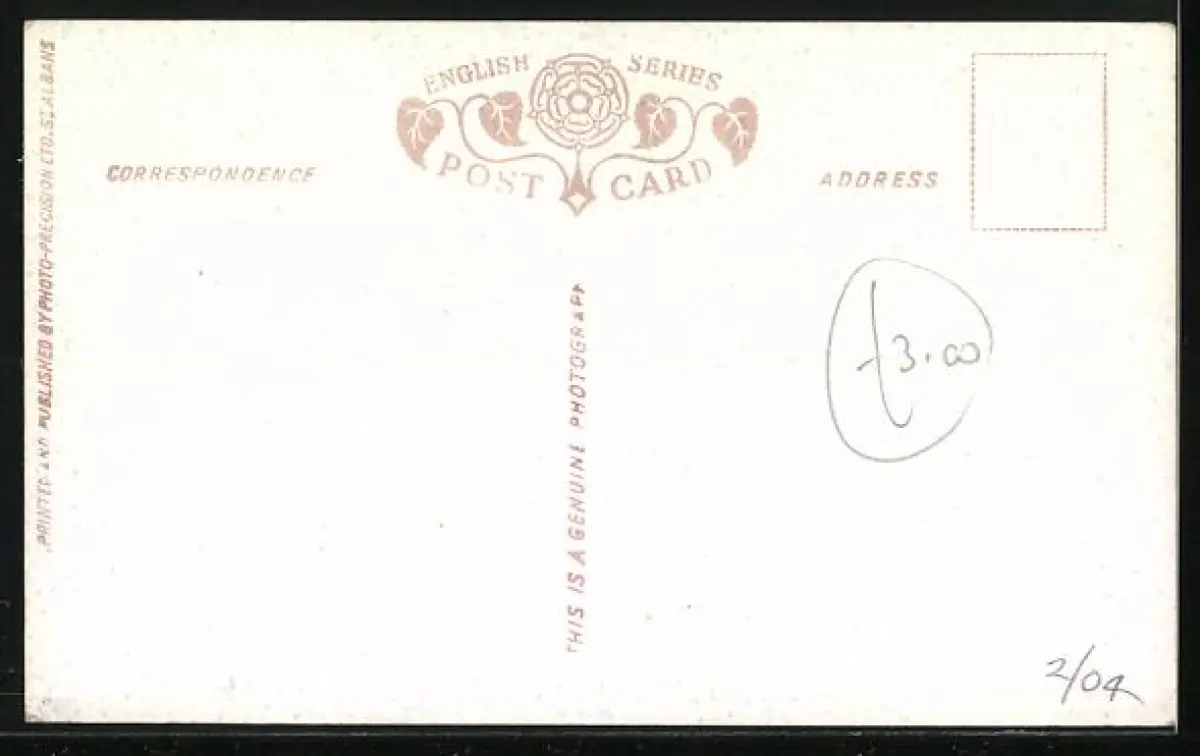 ENGLISH SERIES
POST CARD
CORRESPONDENCE
ADDRESS
PRINTED AND PUBLISHED BY PHOTO-PRECISION LTD. ST. ALBANS
THIS IS A GENUINE PHOTOGRAPH
£3.00
2/04